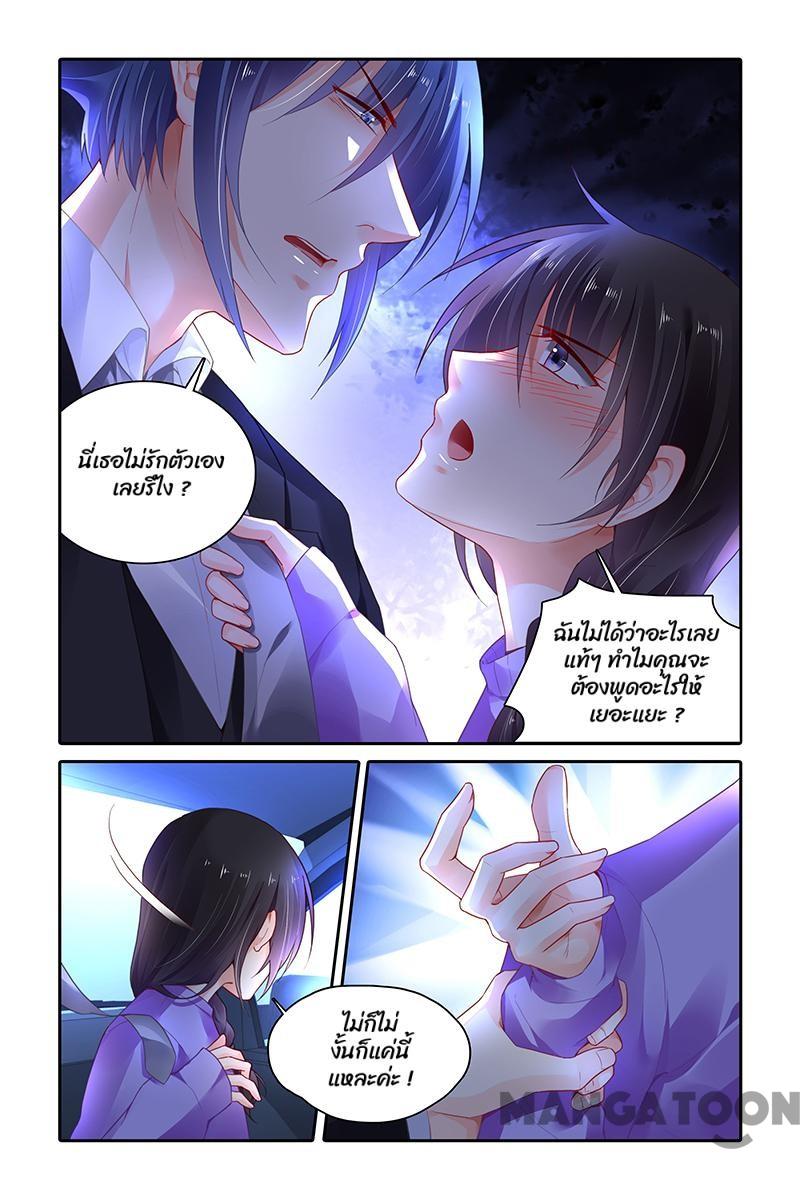 นี่เธอไม่รักตัวเอง
เลยรึไง ?
ฉันไม่ได้ว่าอะไรเลย
แท้ๆ ทำไมคุณจะ
ต้องพูดอะไรให้
เยอะแยะ ?
ไม่ก็ไม่
งั้นก็แค่นี้
แหละค่ะ !
MANGATOON